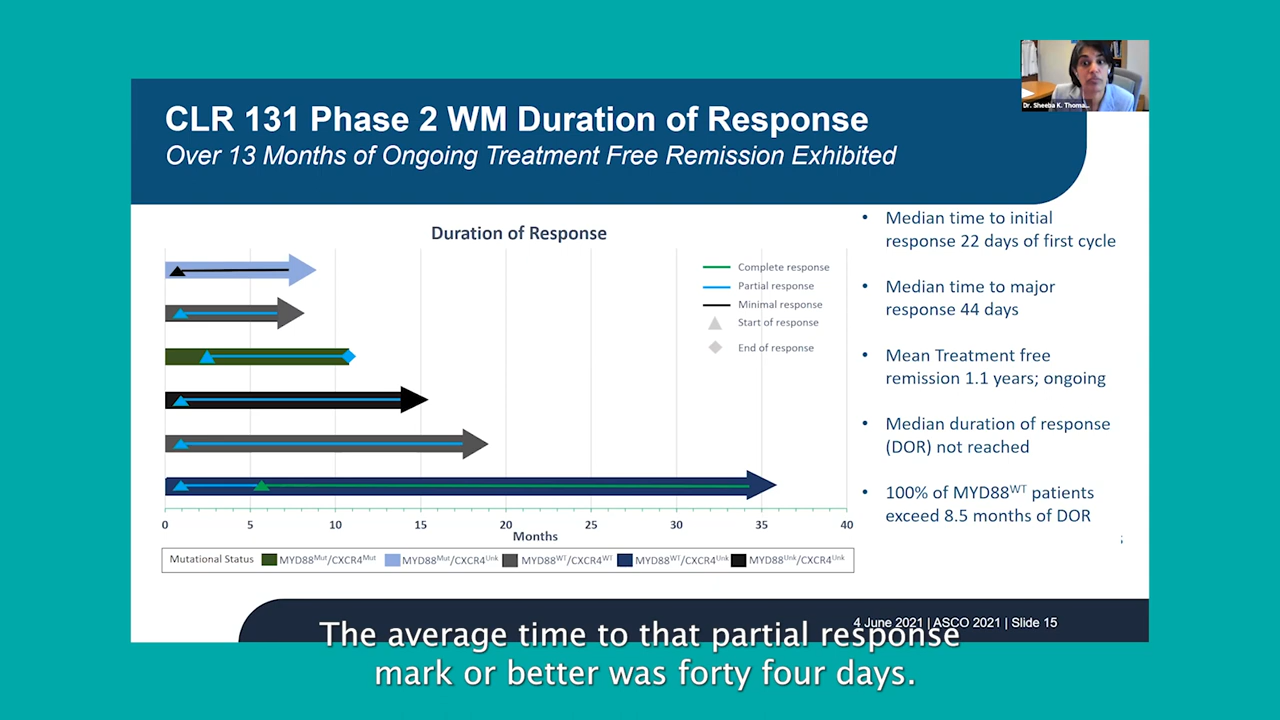 Dr. Sheeba K. Thoma...
CLR 131 Phase 2 WM Duration of Response
Over 13 Months of Ongoing Treatment Free Remission Exhibited
Duration of Response
Complete response
Partial response
Minimal response
Start of response
End of response
0 5 10 15 20 25 30 35 40
Months
Mutational Status MYD88Mut/CXCR4Mut MYD88Mut/CXCR4Unk MYD88WT/CXCR4WT MYD88WT/CXCR4Unk MYD88Unk/CXCR4Unk
• Median time to initial
response 22 days of first cycle
• Median time to major
response 44 days
• Mean Treatment free
remission 1.1 years; ongoing
• Median duration of response
(DOR) not reached
• 100% of MYD88WT patients
exceed 8.5 months of DOR
4 June 2021 | ASCO 2021 | Slide 15
The average time to that partial response
mark or better was forty four days.